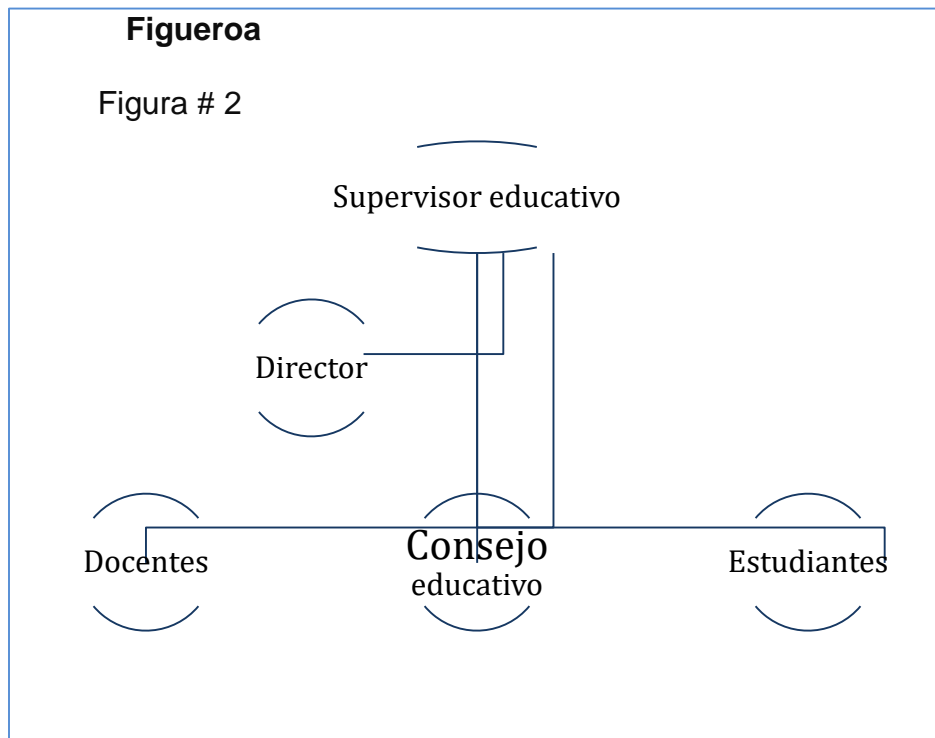 Figueroa
Figura # 2
Supervisor educativo
Director
Docentes
Consejo
educativo
Estudiantes